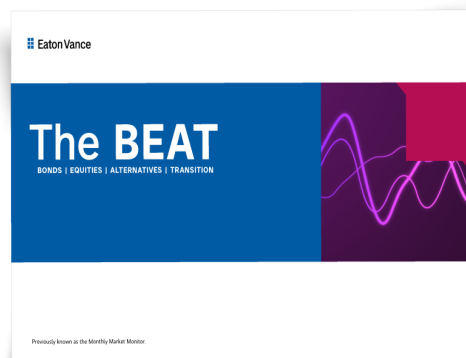 Eaton Vance
The BEAT
BONDS | EQUITIES | ALTERNATIVES | TRANSITION
Previously known as the Monthly Market Monitor